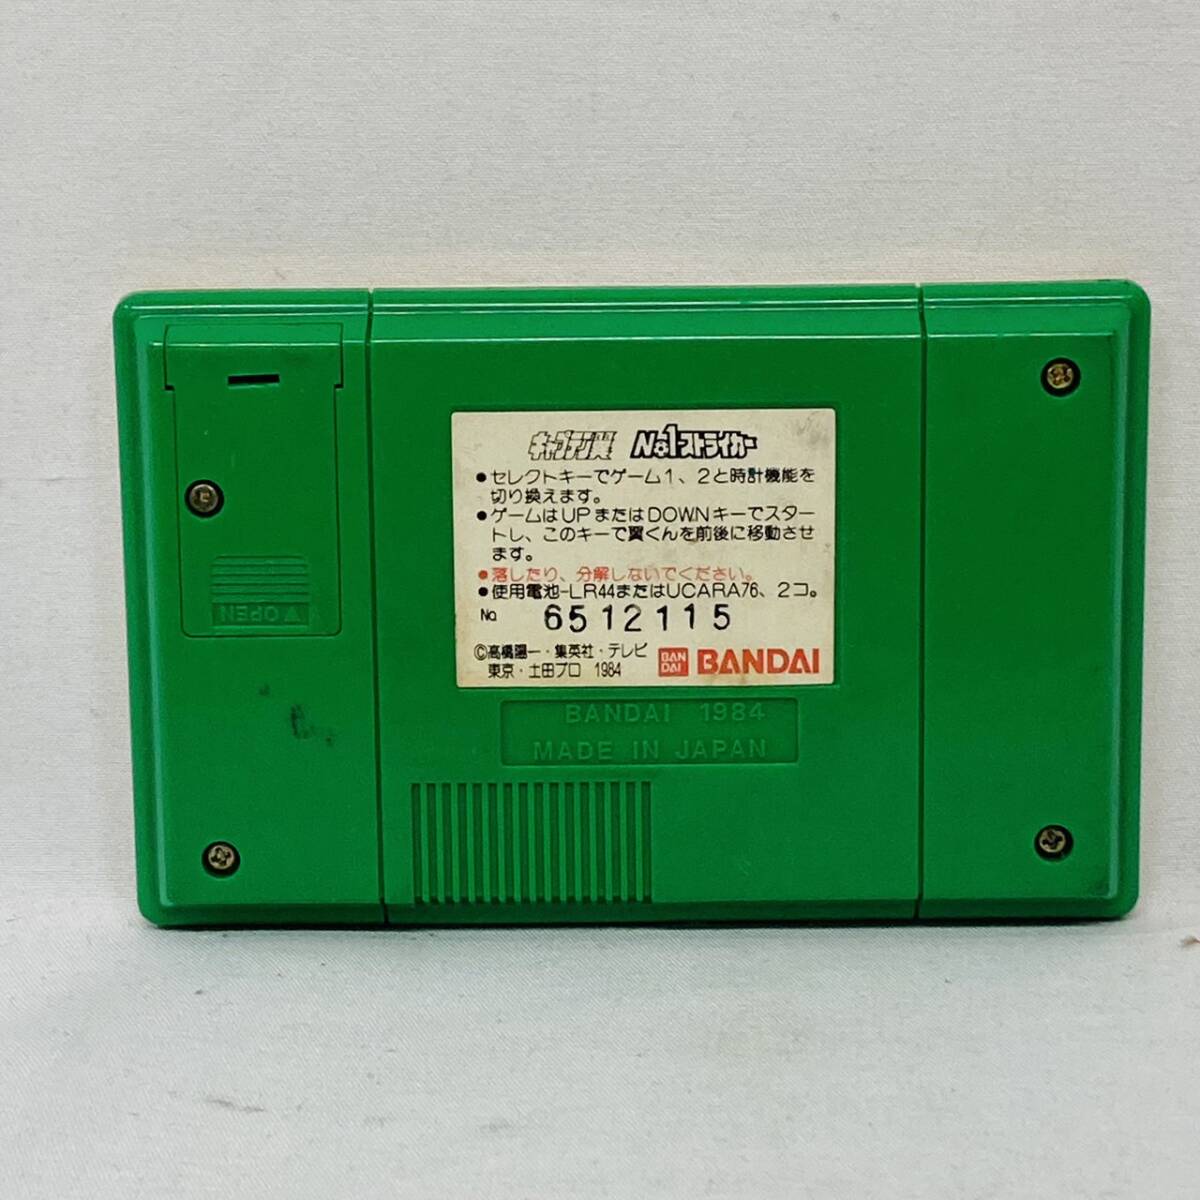 キャプテン翼 No.1ストライカー
●セレクトキーでゲーム1、2と時計機能を
切り換えます。
●ゲームはUPまたはDOWNキーでスター
トし、このキーで翼くんを前後に移動させ
ます。
●落したり、分解しないでください。
●使用電池-LR44またはUCARA76、2コ。
No. 6512115
©高橋陽一・集英社・テレビ
東京・土田プロ 1984
BAN
DAI
BANDAI
BANDAI 1984
MADE IN JAPAN
▼OPEN